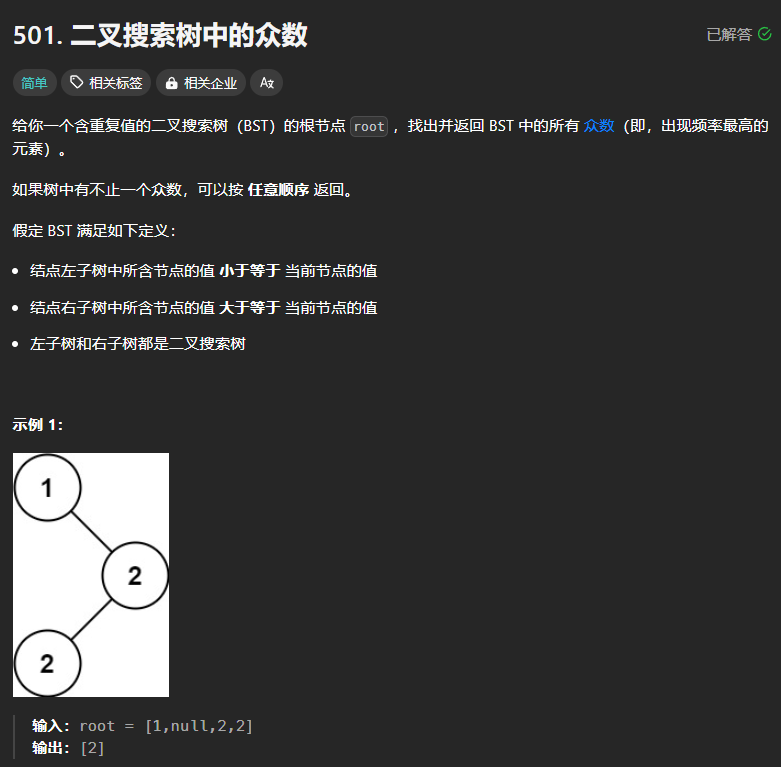 501. 二叉搜索树中的众数
已解答
简单 相关标签 相关企业 Aあ
给你一个含重复值的二叉搜索树（BST）的根节点 root ，找出并返回 BST 中的所有 众数（即，出现频率最高的
元素）。
如果树中有不止一个众数，可以按 任意顺序 返回。
假定 BST 满足如下定义：
• 结点左子树中所含节点的值 小于等于 当前节点的值
• 结点右子树中所含节点的值 大于等于 当前节点的值
• 左子树和右子树都是二叉搜索树
示例 1：
1
2
2
输入：root = [1,null,2,2]
输出：[2]